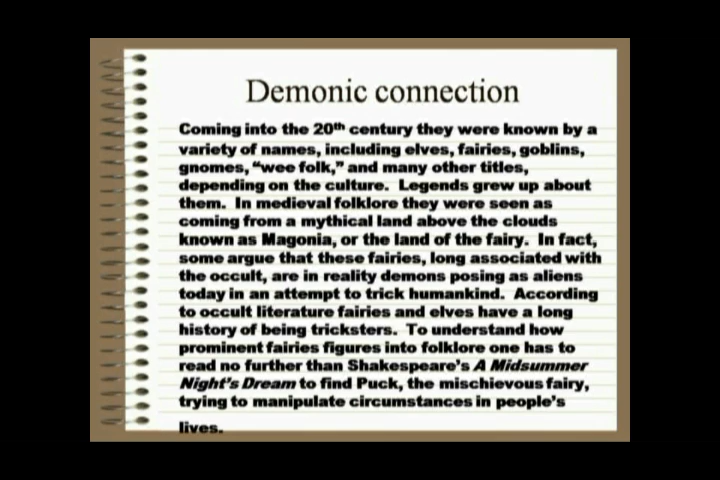 Demonic connection
Coming into the 20th century they were known by a
variety of names, including elves, fairies, goblins,
gnomes, “wee folk,” and many other titles,
depending on the culture.  Legends grew up about
them.  In medieval folklore they were seen as
coming from a mythical land above the clouds
known as Magonia, or the land of the fairy.  In fact,
some argue that these fairies, long associated with
the occult, are in reality demons posing as aliens
today in an attempt to trick humankind.  According
to occult literature fairies and elves have a long
history of being tricksters.  To understand how
prominent fairies figures into folklore one has to
read no further than Shakespeare’s A Midsummer
Night’s Dream to find Puck, the mischievous fairy,
trying to manipulate circumstances in people’s
lives.